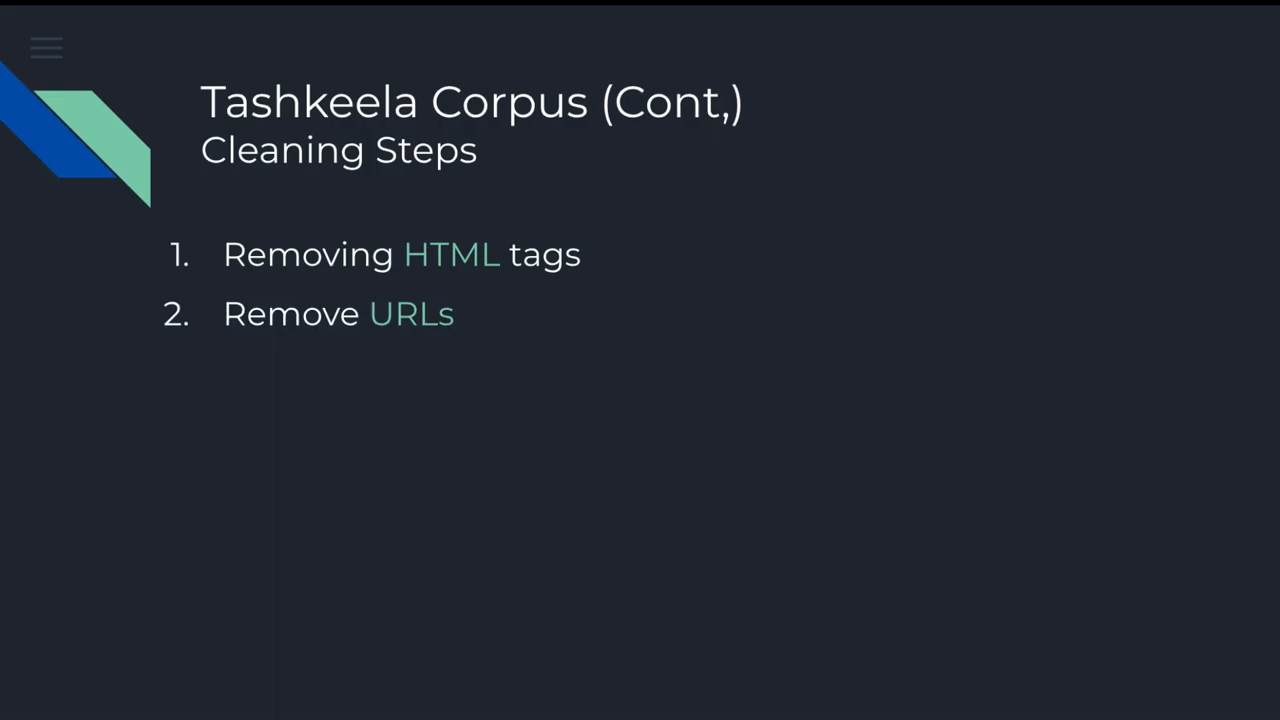 Tashkeela Corpus (Cont,)
Cleaning Steps
1. Removing HTML tags
2. Remove URLs